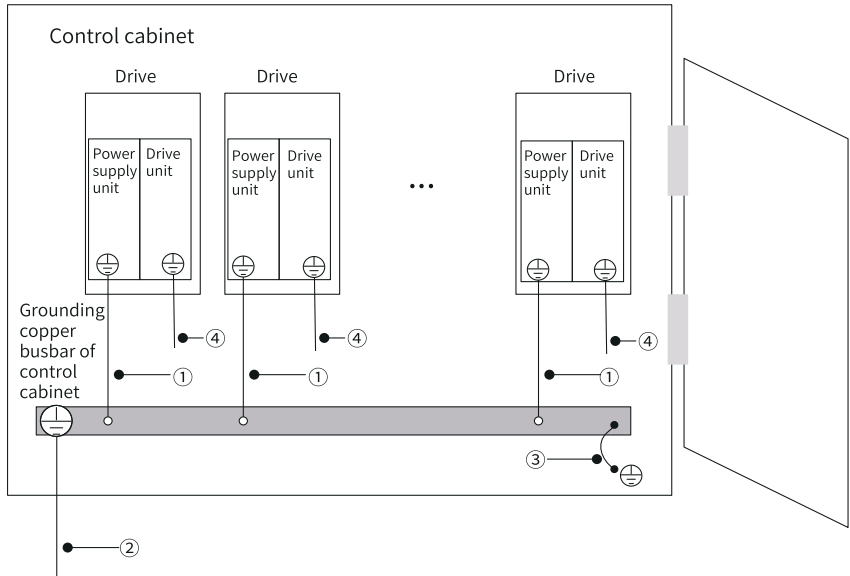 Control cabinet
Drive
Drive
Drive
Power
supply
unit
Drive
unit
Power
supply
unit
Drive
unit
...
Power
supply
unit
Drive
unit
Grounding
copper
busbar of
control
cabinet
④
④
④
①
①
①
③
②